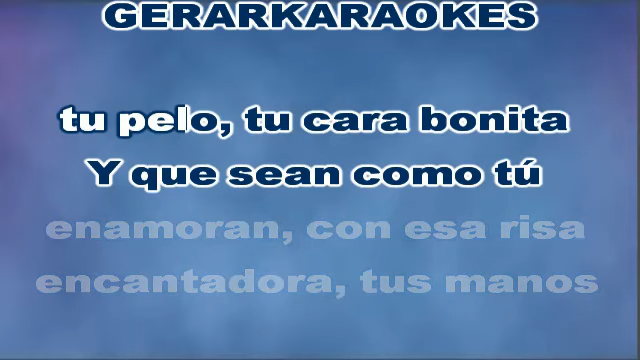 GERARKARAOKES
tu pelo, tu cara bonita
Y que sean como tú
enamoran, con esa risa
encantadora, tus manos